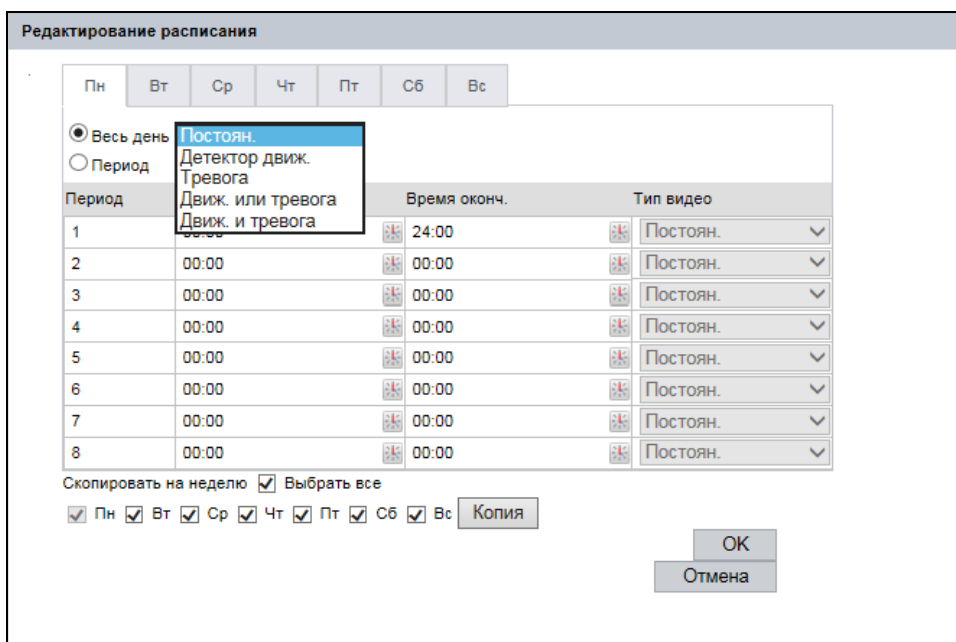 Редактирование расписания
Пн Вт Ср Чт Пт Сб Вс
Весь день Постоян.
Детектор движ.
Период Тревога
Движ. или тревога
Движ. и тревога
Период Время оконч. Тип видео
1 24:00 Постоян.
2 00:00 00:00 Постоян.
3 00:00 00:00 Постоян.
4 00:00 00:00 Постоян.
5 00:00 00:00 Постоян.
6 00:00 00:00 Постоян.
7 00:00 00:00 Постоян.
8 00:00 00:00 Постоян.
Скопировать на неделю Выбрать все
Пн Вт Ср Чт Пт Сб Вс Копия
OK
Отмена